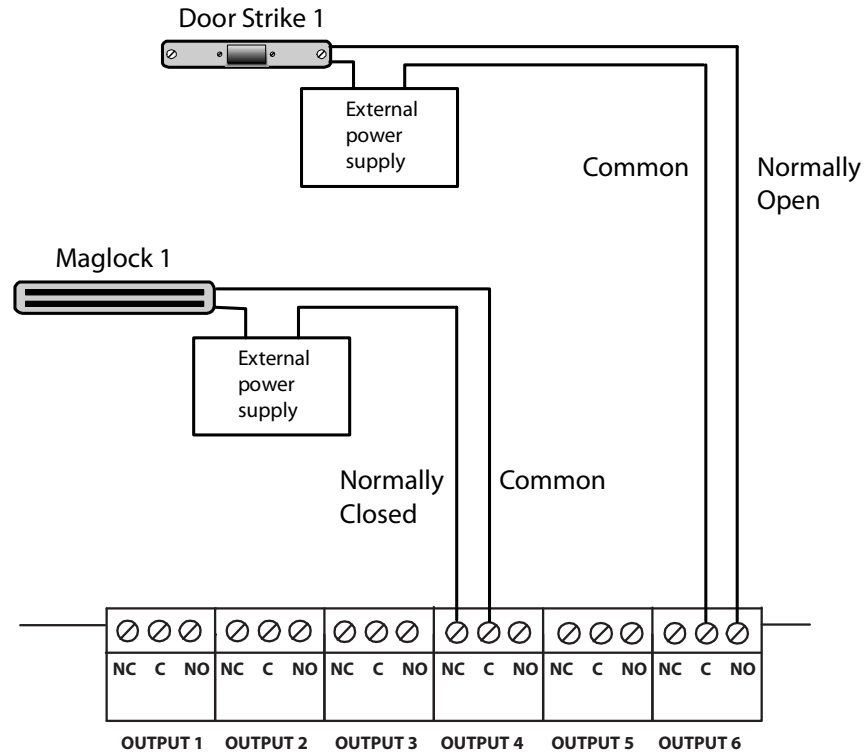 Door Strike 1
External
power
supply
Common
Normally
Open
Maglock 1
External
power
supply
Normally
Closed
Common
NC C NO NC C NO NC C NO NC C NO NC C NO NC C NO
OUTPUT 1 OUTPUT 2 OUTPUT 3 OUTPUT 4 OUTPUT 5 OUTPUT 6